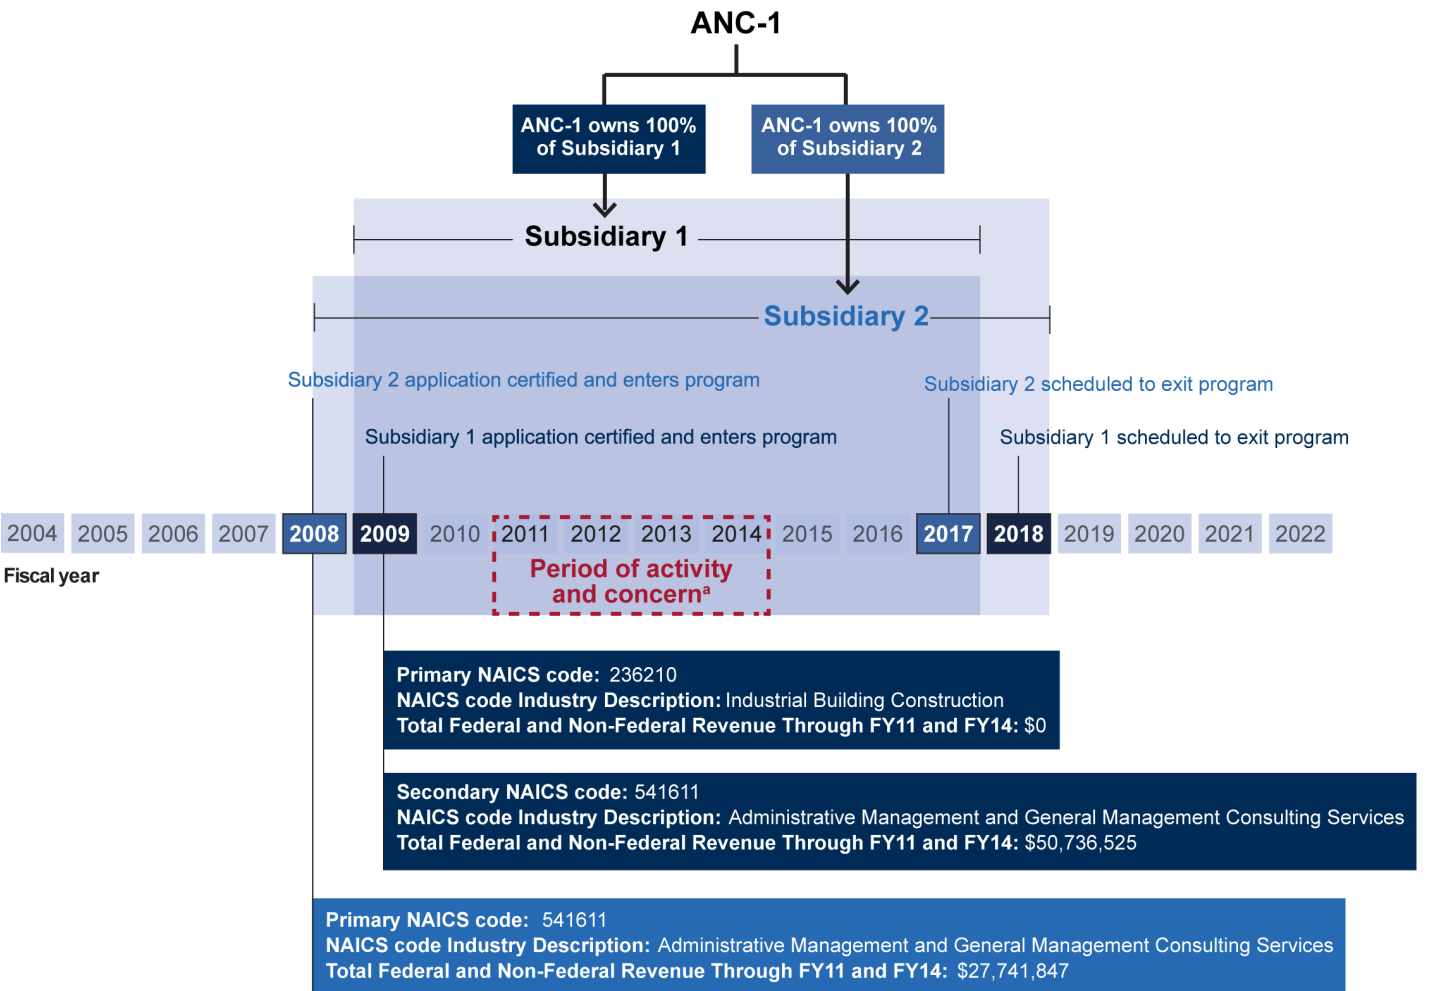 ANC-1
ANC-1 owns 100%
of Subsidiary 1
ANC-1 owns 100%
of Subsidiary 2
Subsidiary 1
Subsidiary 2
Subsidiary 2 application certified and enters program
Subsidiary 2 scheduled to exit program
Subsidiary 1 application certified and enters program
Subsidiary 1 scheduled to exit program
2004 2005 2006 2007 2008 2009 2010 2011 2012 2013 2014 2015 2016 2017 2018 2019 2020 2021 2022
Fiscal year
Period of activity
and concernᵃ
Primary NAICS code: 236210
NAICS code Industry Description: Industrial Building Construction
Total Federal and Non-Federal Revenue Through FY11 and FY14: $0
Secondary NAICS code: 541611
NAICS code Industry Description: Administrative Management and General Management Consulting Services
Total Federal and Non-Federal Revenue Through FY11 and FY14: $50,736,525
Primary NAICS code: 541611
NAICS code Industry Description: Administrative Management and General Management Consulting Services
Total Federal and Non-Federal Revenue Through FY11 and FY14: $27,741,847